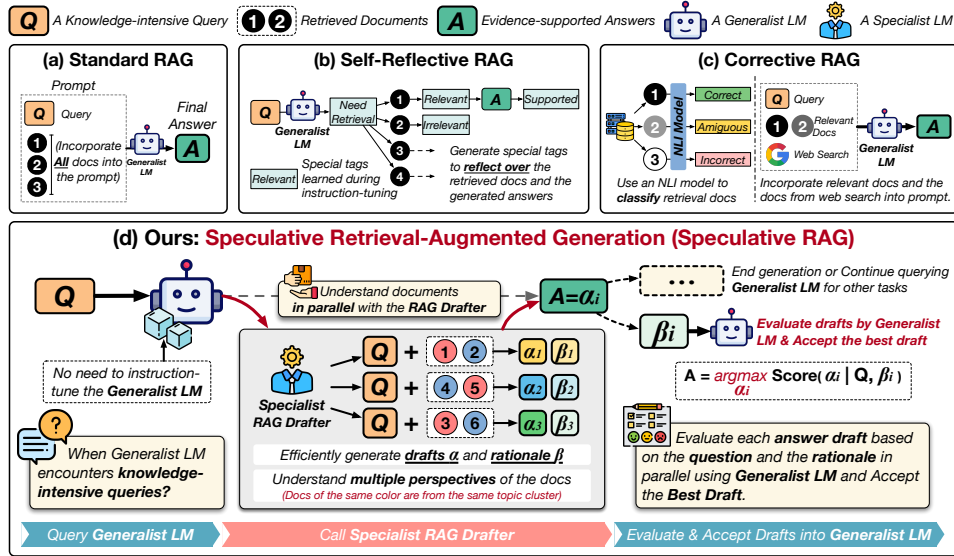 Q A Knowledge-intensive Query 1 2 Retrieved Documents A Evidence-supported Answers A Generalist LM A Specialist LM
(a) Standard RAG
Prompt
Q Query
1
2
3
(Incorporate
All docs into
the prompt)
Generalist
LM
Final
Answer
A
(b) Self-Reflective RAG
Q
Generalist
LM
Need
Retrieval
1 Relevant A Supported
2 Irrelevant
3
4
Relevant
Special tags
learned during
instruction-tuning
Generate special tags
to reflect over the
retrieved docs and the
generated answers
(c) Corrective RAG
1
2
3
NLI Model
Correct
Amiguous
Incorrect
Use an NLI model to
classify retrieval docs
Q Query
1 2 Relevant
Docs
Web Search
Generalist
LM
A
Incorporate relevant docs and the
docs from web search into prompt.
(d) Ours: Speculative Retrieval-Augmented Generation (Speculative RAG)
Q
No need to instruction-
tune the Generalist LM
?
When Generalist LM
encounters knowledge-
intensive queries?
Understand documents
in parallel with the RAG Drafter
Specialist
RAG Drafter
Q + 1 2 α1 β1
Q + 4 5 α2 β2
Q + 3 6 α3 β3
Efficiently generate drafts α and rationale β
Understand multiple perspectives of the docs
(Docs of the same color are from the same topic cluster)
A=αi
...
End generation or Continue querying
Generalist LM for other tasks
βi
Evaluate drafts by Generalist
LM & Accept the best draft
A = argmax Score( αi | Q, βi )
αi
Evaluate each answer draft based
on the question and the rationale in
parallel using Generalist LM and Accept
the Best Draft.
Query Generalist LM
Call Specialist RAG Drafter
Evaluate & Accept Drafts into Generalist LM